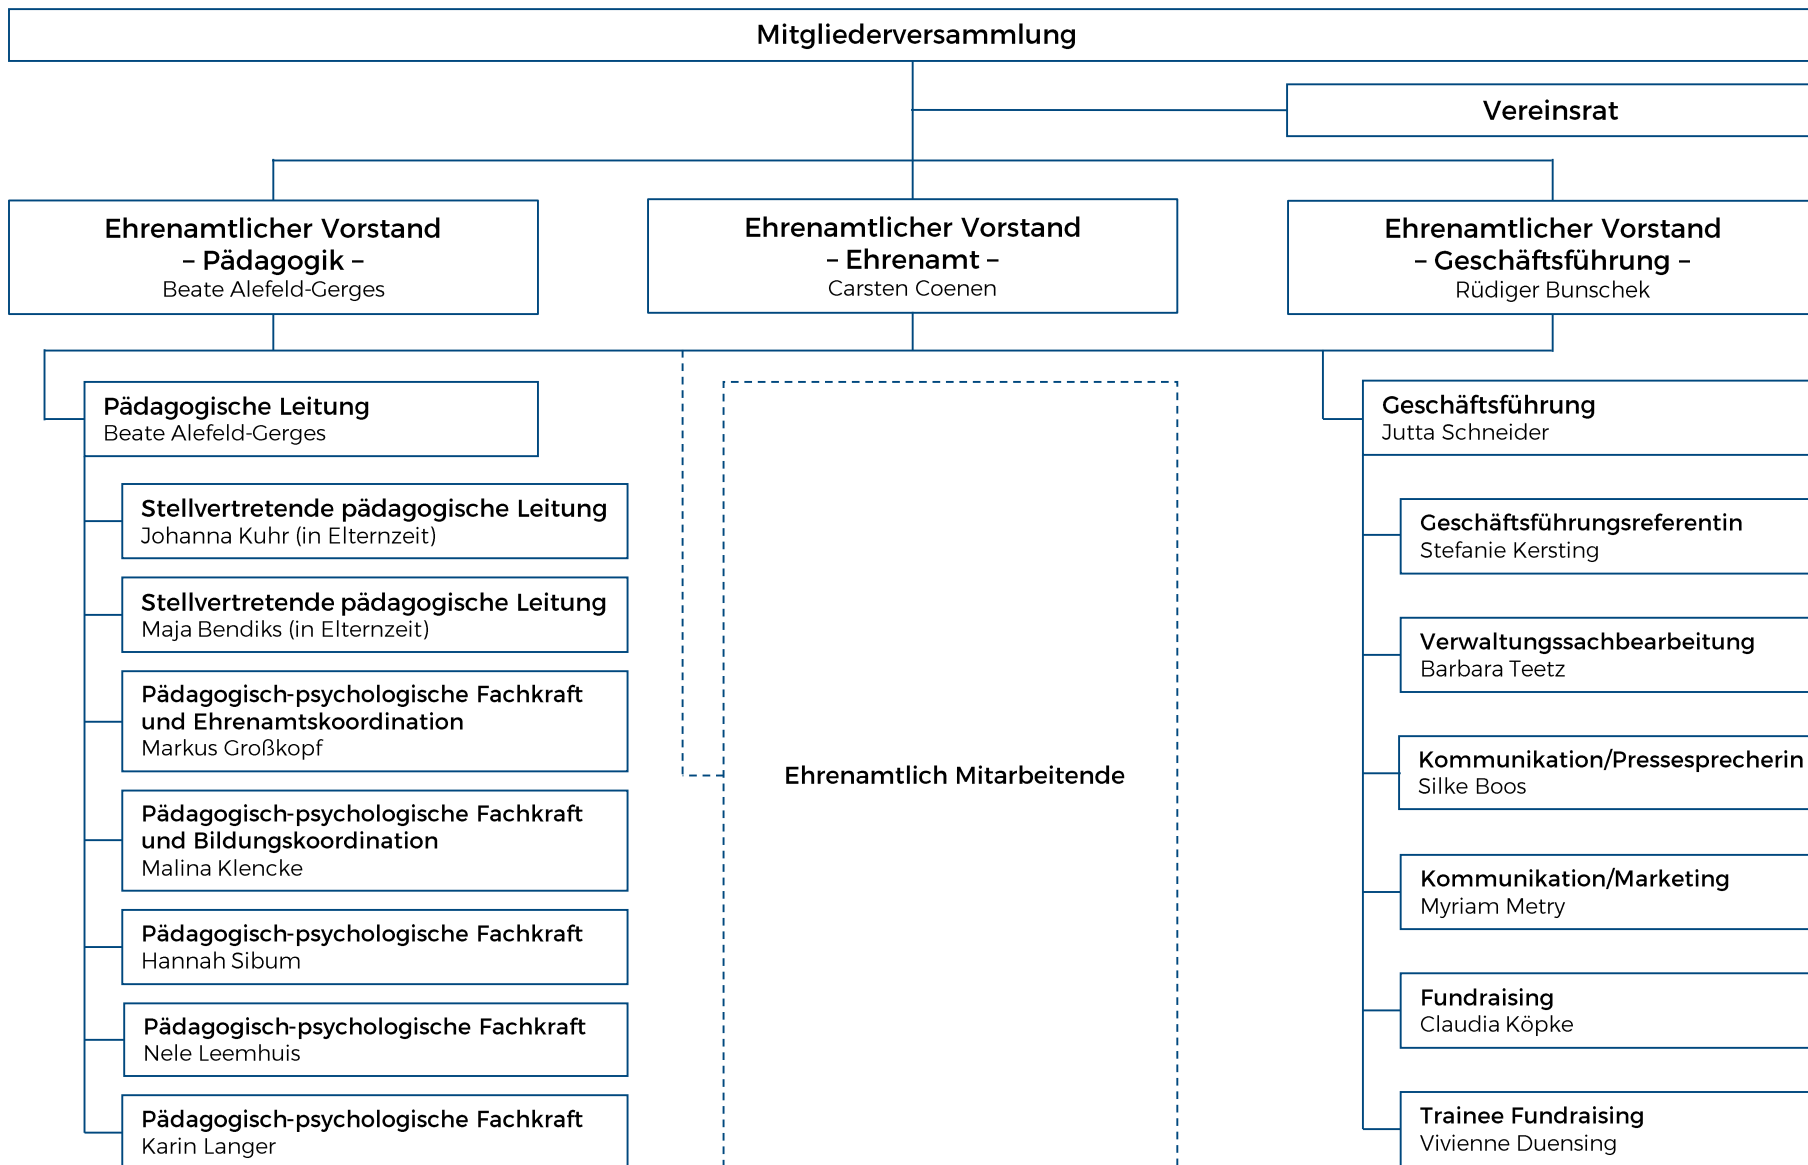 Mitgliederversammlung
Vereinsrat
Ehrenamtlicher Vorstand
– Pädagogik –
Beate Alefeld-Gerges
Ehrenamtlicher Vorstand
– Ehrenamt –
Carsten Coenen
Ehrenamtlicher Vorstand
– Geschäftsführung –
Rüdiger Bunschek
Pädagogische Leitung
Beate Alefeld-Gerges
Stellvertretende pädagogische Leitung
Johanna Kuhr (in Elternzeit)
Stellvertretende pädagogische Leitung
Maja Bendiks (in Elternzeit)
Pädagogisch-psychologische Fachkraft
und Ehrenamtskoordination
Markus Großkopf
Pädagogisch-psychologische Fachkraft
und Bildungskoordination
Malina Klencke
Pädagogisch-psychologische Fachkraft
Hannah Sibum
Pädagogisch-psychologische Fachkraft
Nele Leemhuis
Pädagogisch-psychologische Fachkraft
Karin Langer
Ehrenamtlich Mitarbeitende
Geschäftsführung
Jutta Schneider
Geschäftsführungsreferentin
Stefanie Kersting
Verwaltungssachbearbeitung
Barbara Teetz
Kommunikation/Pressesprecherin
Silke Boos
Kommunikation/Marketing
Myriam Metry
Fundraising
Claudia Köpke
Trainee Fundraising
Vivienne Duensing